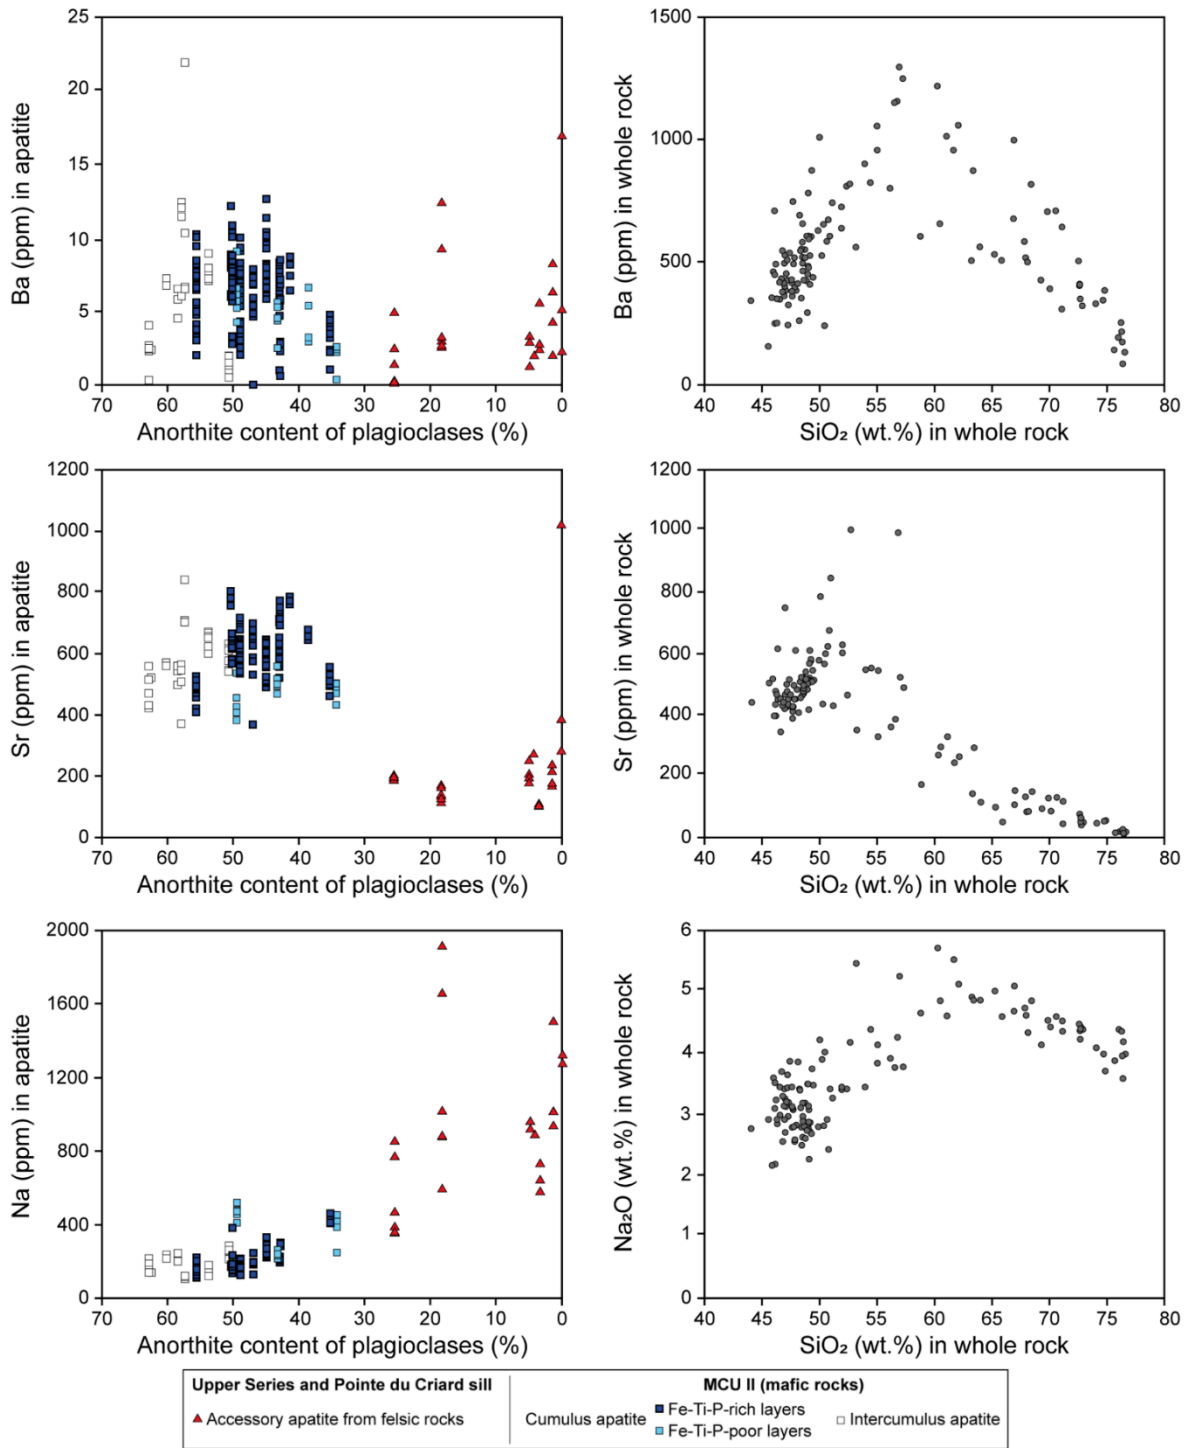 Ba (ppm) in apatite
25
20
15
10
5
0
70 60 50 40 30 20 10 0
Anorthite content of plagioclases (%)
Ba (ppm) in whole rock
1500
1000
500
0
40 45 50 55 60 65 70 75 80
SiO₂ (wt.%) in whole rock
Sr (ppm) in apatite
1200
1000
800
600
400
200
0
70 60 50 40 30 20 10 0
Anorthite content of plagioclases (%)
Sr (ppm) in whole rock
1200
1000
800
600
400
200
0
40 45 50 55 60 65 70 75 80
SiO₂ (wt.%) in whole rock
Na (ppm) in apatite
2000
1600
1200
800
400
0
70 60 50 40 30 20 10 0
Anorthite content of plagioclases (%)
Na₂O (wt.%) in whole rock
6
5
4
3
2
1
0
40 45 50 55 60 65 70 75 80
SiO₂ (wt.%) in whole rock
Upper Series and Pointe du Criard sill
Accessory apatite from felsic rocks
MCU II (mafic rocks)
Cumulus apatite
Fe-Ti-P-rich layers
Fe-Ti-P-poor layers
Intercumulus apatite